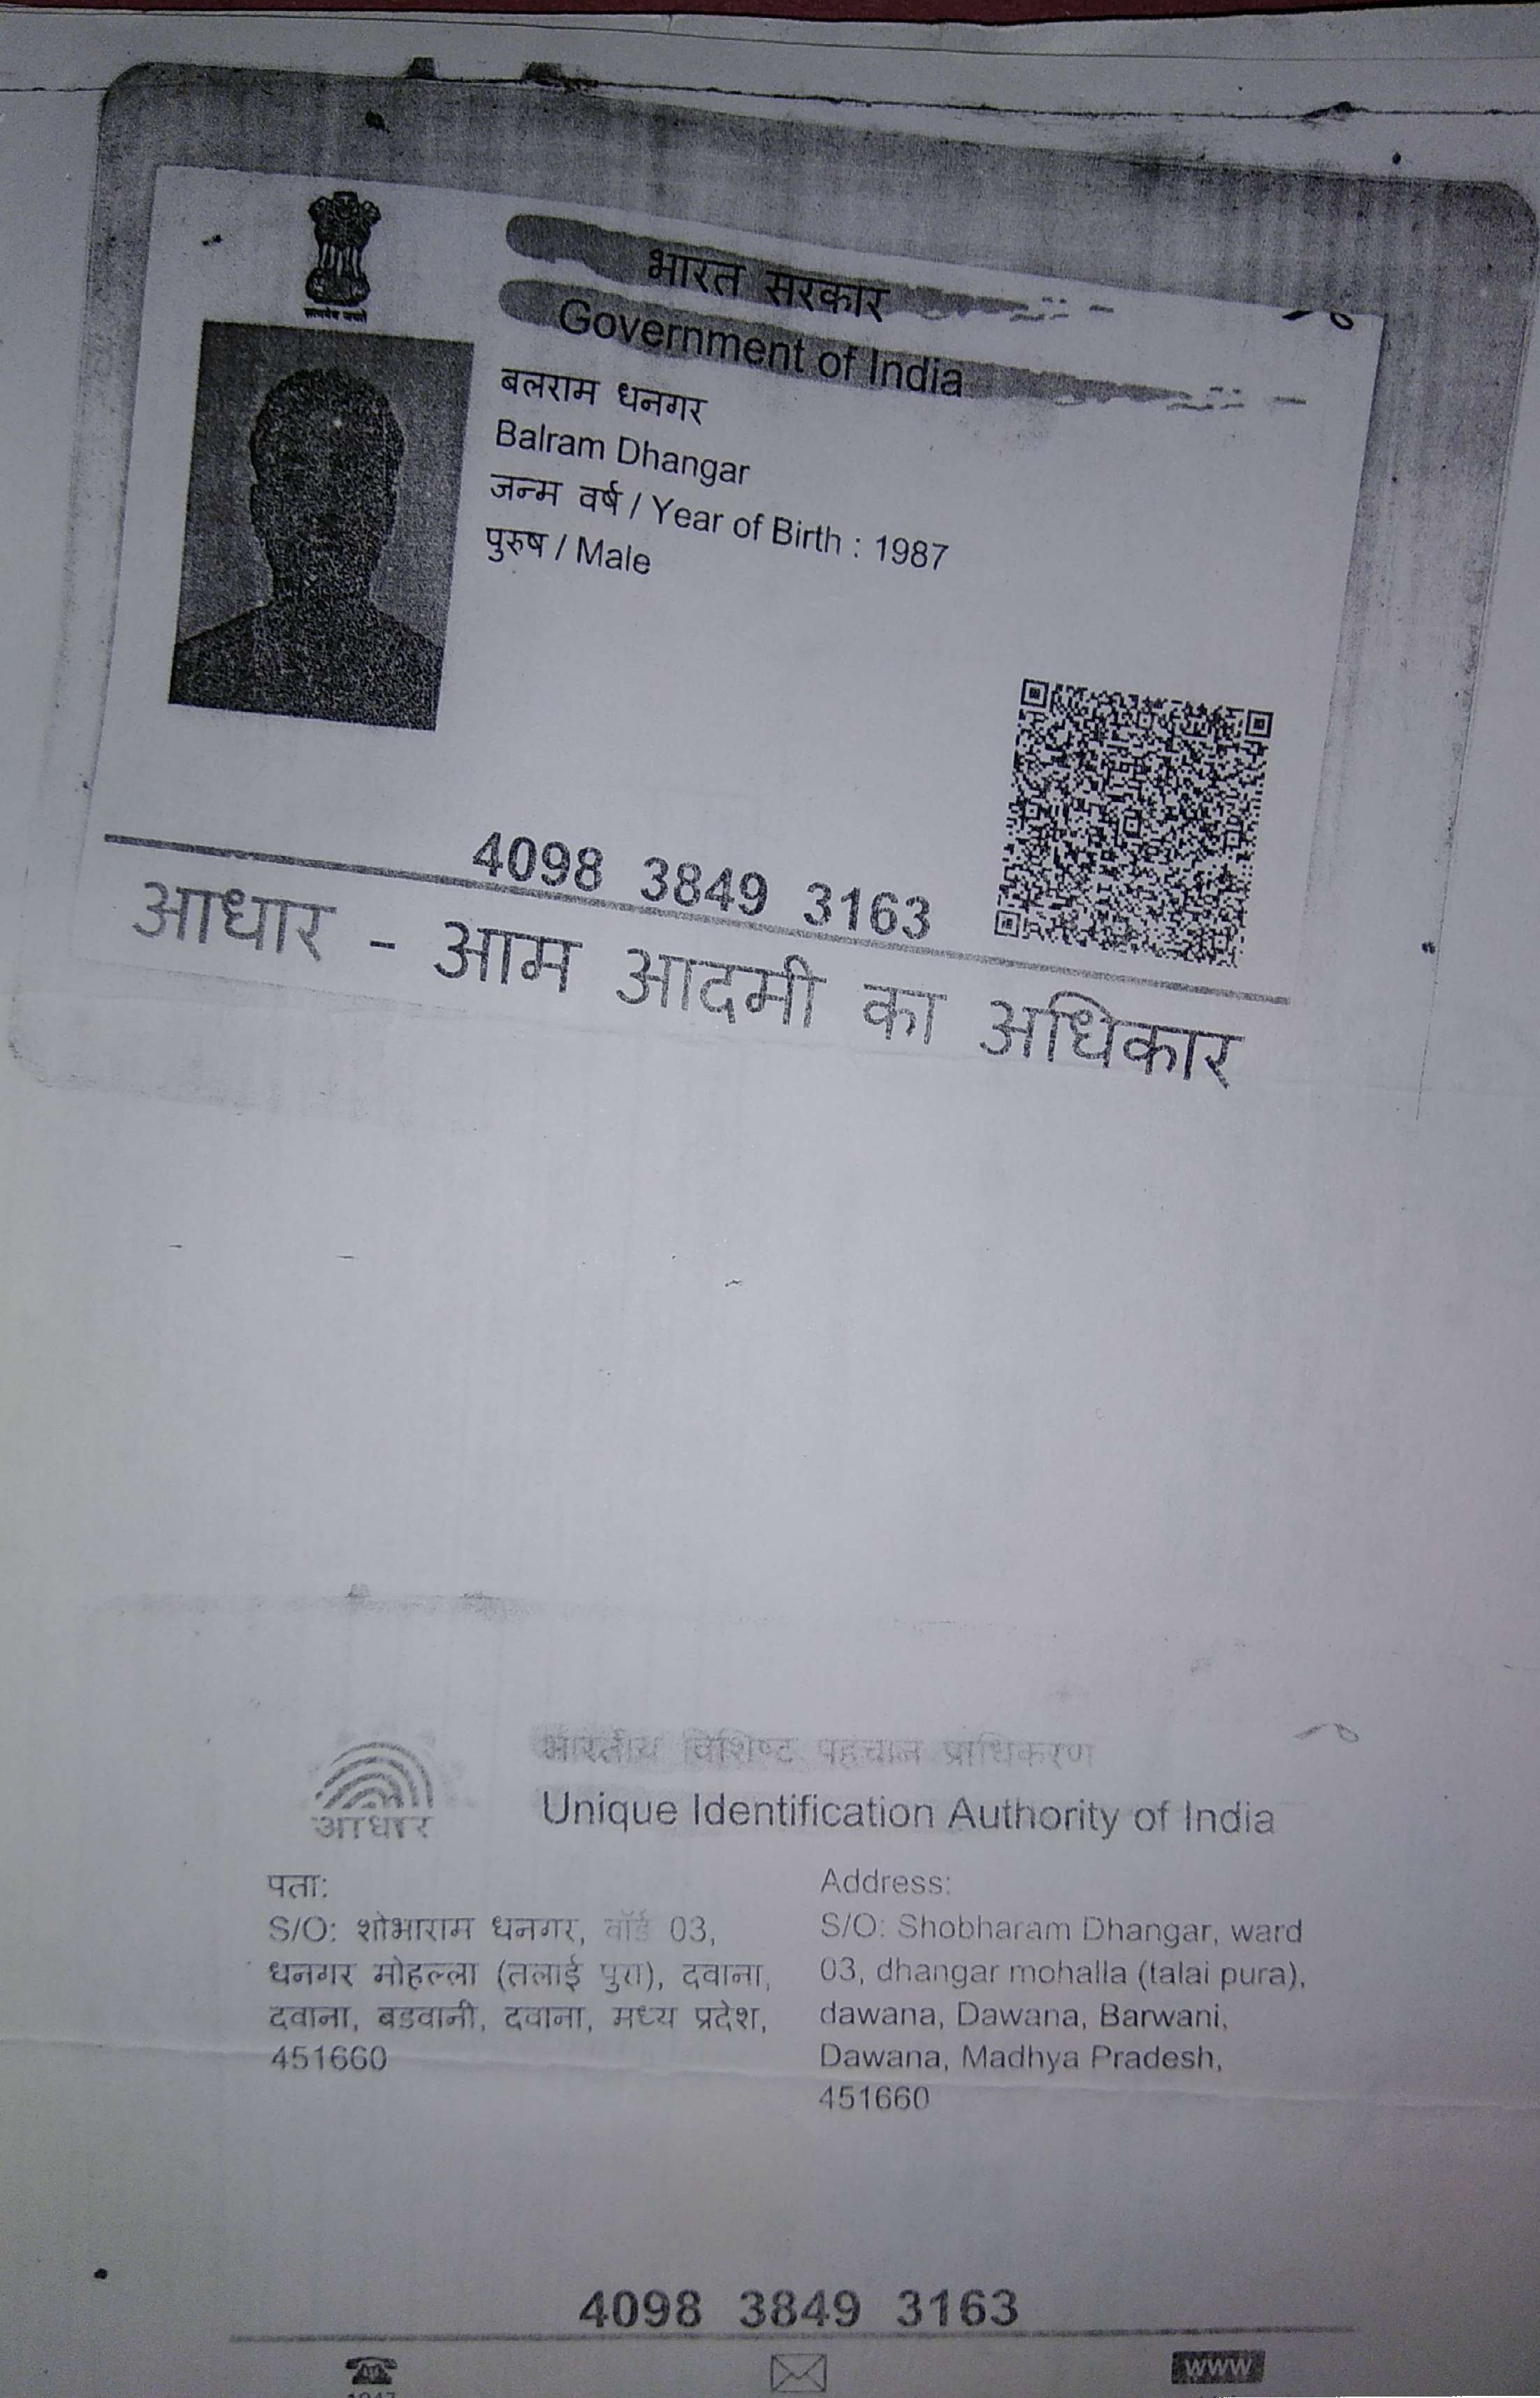 भारत सरकार
Government of India
बलराम धनगर
Balram Dhangar
जन्म वर्ष / Year of Birth : 1987
पुरुष / Male
4098 3849 3163
आधार - आम आदमी का अधिकार
भारतीय विशिष्ट पहचान प्राधिकरण
Unique Identification Authority of India
आधार
पता:
S/O: शोभाराम धनगर, वॉर्ड 03,
धनगर मोहल्ला (तलाई पुरा), दवाना,
दवाना, बडवानी, दवाना, मध्य प्रदेश,
451660
Address:
S/O: Shobharam Dhangar, ward
03, dhangar mohalla (talai pura),
dawana, Dawana, Barwani,
Dawana, Madhya Pradesh,
451660
4098 3849 3163
www